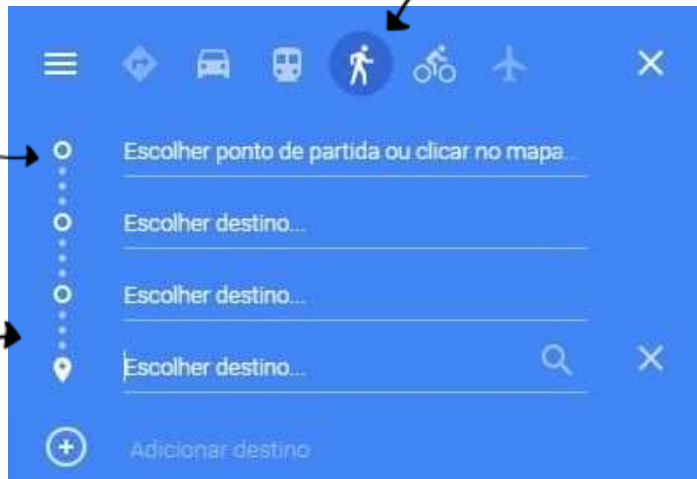 Escolher ponto de partida ou clicar no mapa...
Escolher destino...
Escolher destino...
Escolher destino...
Adicionar destino